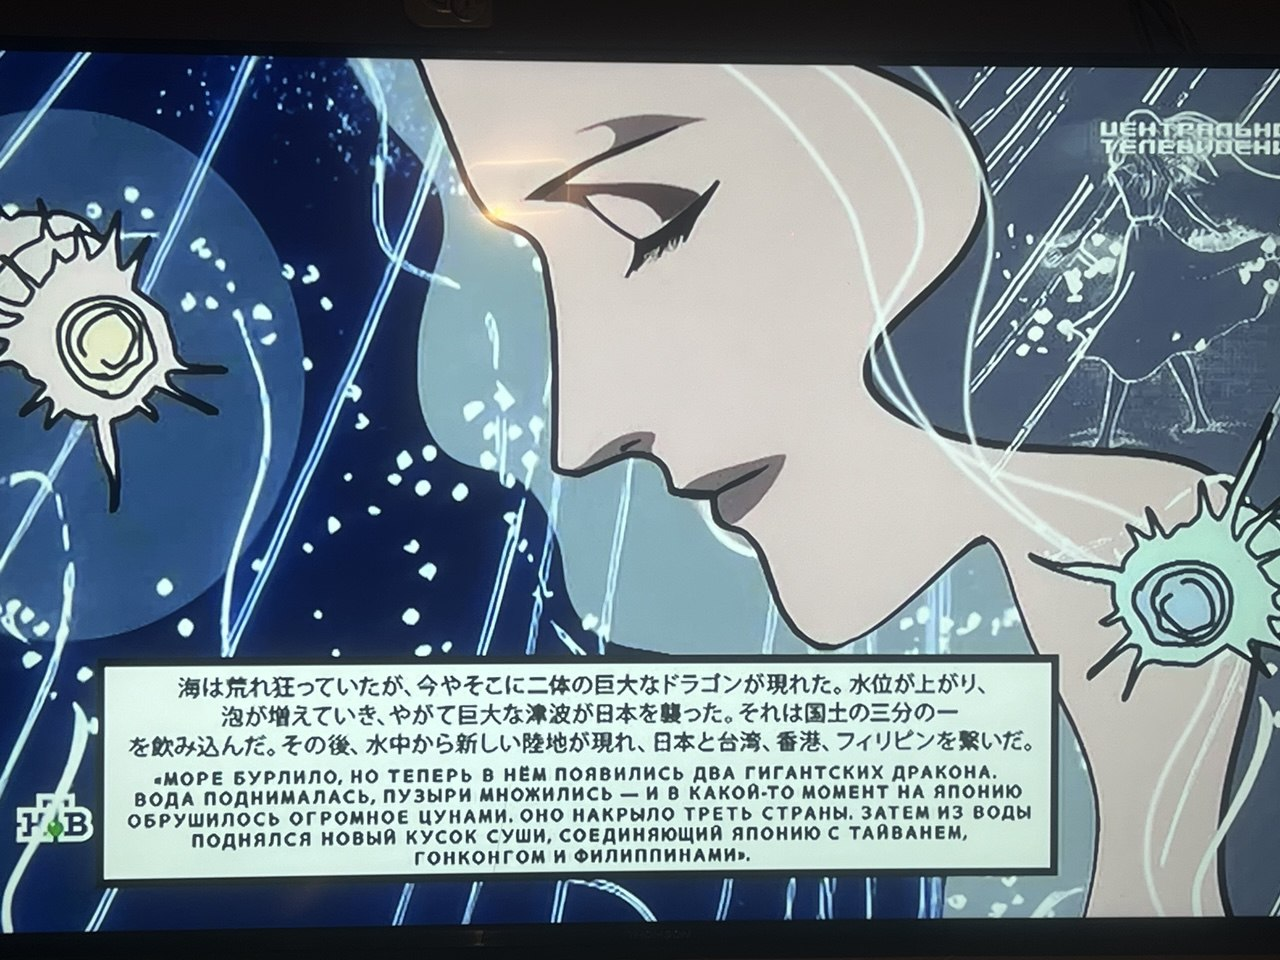 ЦЕНТРАЛЬНО
ТЕЛЕВИДЕНИ
海は荒れ狂っていたが、今やそこに二体の巨大なドラゴンが現れた。水位が上がり、
泡が増えていき、やがて巨大な津波が日本を襲った。それは国土の三分の一
を飲み込んだ。その後、水中から新しい陸地が現れ、日本と台湾、香港、フィリピンを繋いだ。
«МОРЕ БУРЛИЛО, НО ТЕПЕРЬ В НЁМ ПОЯВИЛИСЬ ДВА ГИГАНТСКИХ ДРАКОНА.
ВОДА ПОДНИМАЛАСЬ, ПУЗЫРИ МНОЖИЛИСЬ — И В КАКОЙ-ТО МОМЕНТ НА ЯПОНИЮ
ОБРУШИЛОСЬ ОГРОМНОЕ ЦУНАМИ. ОНО НАКРЫЛО ТРЕТЬ СТРАНЫ. ЗАТЕМ ИЗ ВОДЫ
ПОДНЯЛСЯ НОВЫЙ КУСОК СУШИ, СОЕДИНЯЮЩИЙ ЯПОНИЮ С ТАЙВАНЕМ,
ГОНКОНГОМ И ФИЛИППИНАМИ».
НТВ